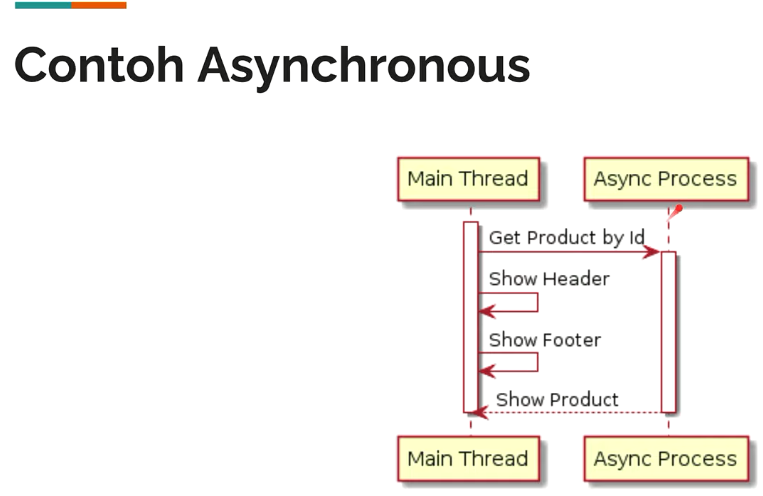 Contoh Asynchronous
Main Thread
Async Process
Get Product by Id
Show Header
Show Footer
Show Product
Main Thread
Async Process